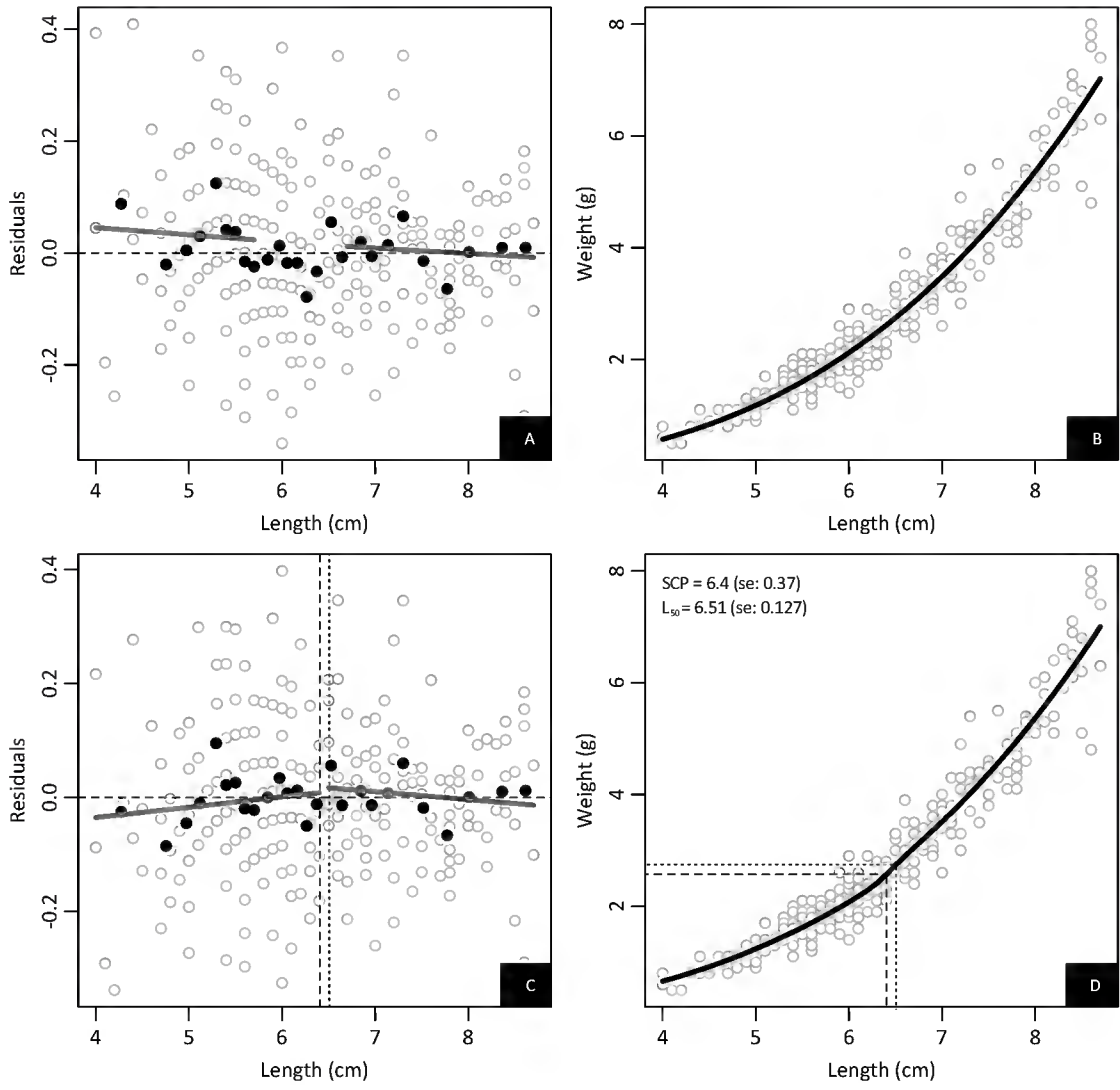 0.4
0.2
0.0
-0.2
Residuals
4 5 6 7 8
Length (cm)
A
8
6
4
2
Weight (g)
4 5 6 7 8
Length (cm)
B
0.4
0.2
0.0
-0.2
Residuals
4 5 6 7 8
Length (cm)
C
SCP = 6.4 (se: 0.37)
L₅₀ = 6.51 (se: 0.127)
8
6
4
2
Weight (g)
4 5 6 7 8
Length (cm)
D